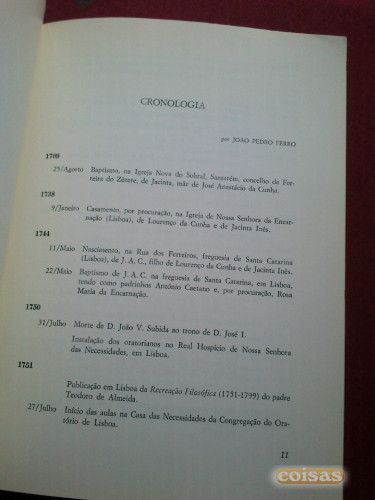 CRONOLOGIA
por JOÃO PEDRO FERRO
1709
25/Agosto Baptismo, na Igreja Nova do Sobral, Santarém, concelho de Fer-
reira do Zêzere, de Jacinta, mãe de José Anastácio da Cunha.
1738
9/Janeiro Casamento, por procuração, na Igreja de Nossa Senhora da Encar-
nação (Lisboa), de Lourenço da Cunha e de Jacinta Inês.
1744
11/Maio Nascimento, na Rua dos Ferreiros, freguesia de Santa Catarina
(Lisboa), de J. A. C., filho de Lourenço da Cunha e de Jacinta Inês.
22/Maio Baptismo de J. A. C. na freguesia de Santa Catarina, em Lisboa,
tendo como padrinhos António Caetano e, por procuração, Rosa
Maria da Encarnação.
1750
31/Julho Morte de D. João V. Subida ao trono de D. José I.
Instalação dos oratorianos no Real Hospício de Nossa Senhora
das Necessidades, em Lisboa.
1751
Publicação em Lisboa da Recreação Filosófica (1751-1799) do padre
Teodoro de Almeida.
27/Julho Início das aulas na Casa das Necessidades da Congregação do Ora-
tório de Lisboa.
11
coisas